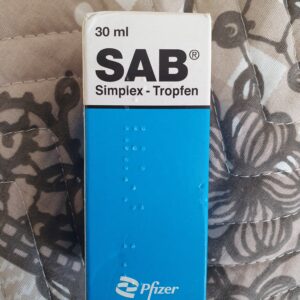 30 ml
SAB®
Simplex - Tropfen
Pfizer